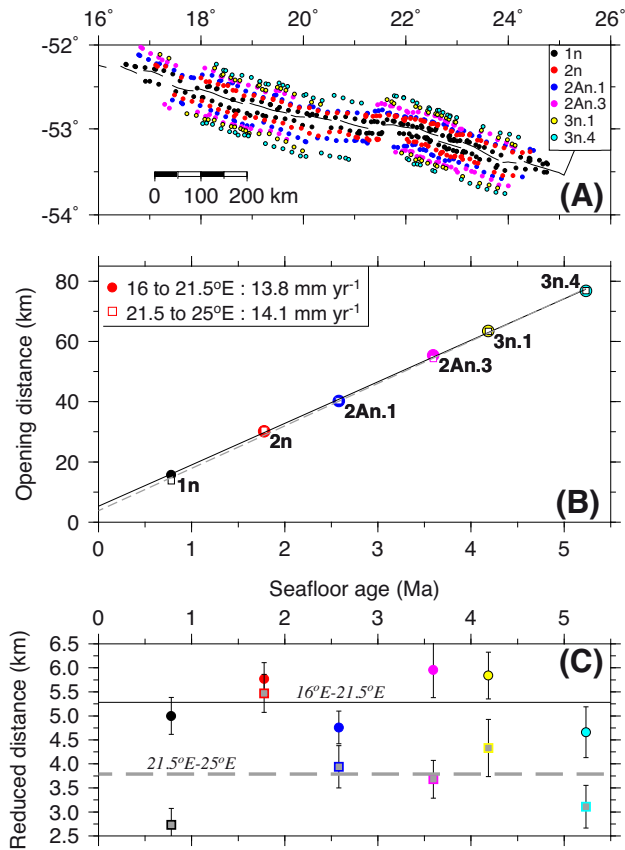 16° 18° 20° 22° 24° 26°
-52°
-53°
-54°
1n
2n
2An.1
2An.3
3n.1
3n.4
0 100 200 km
(A)
80
60
40
20
0
Opening distance (km)
16 to 21.5°E : 13.8 mm yr⁻¹
21.5 to 25°E : 14.1 mm yr⁻¹
1n
2n
2An.1
2An.3
3n.1
3n.4
(B)
0 1 2 3 4 5
Seafloor age (Ma)
0 1 2 3 4 5
6.5
6.0
5.5
5.0
4.5
4.0
3.5
3.0
2.5
Reduced distance (km)
16°E-21.5°E
21.5°E-25°E
(C)